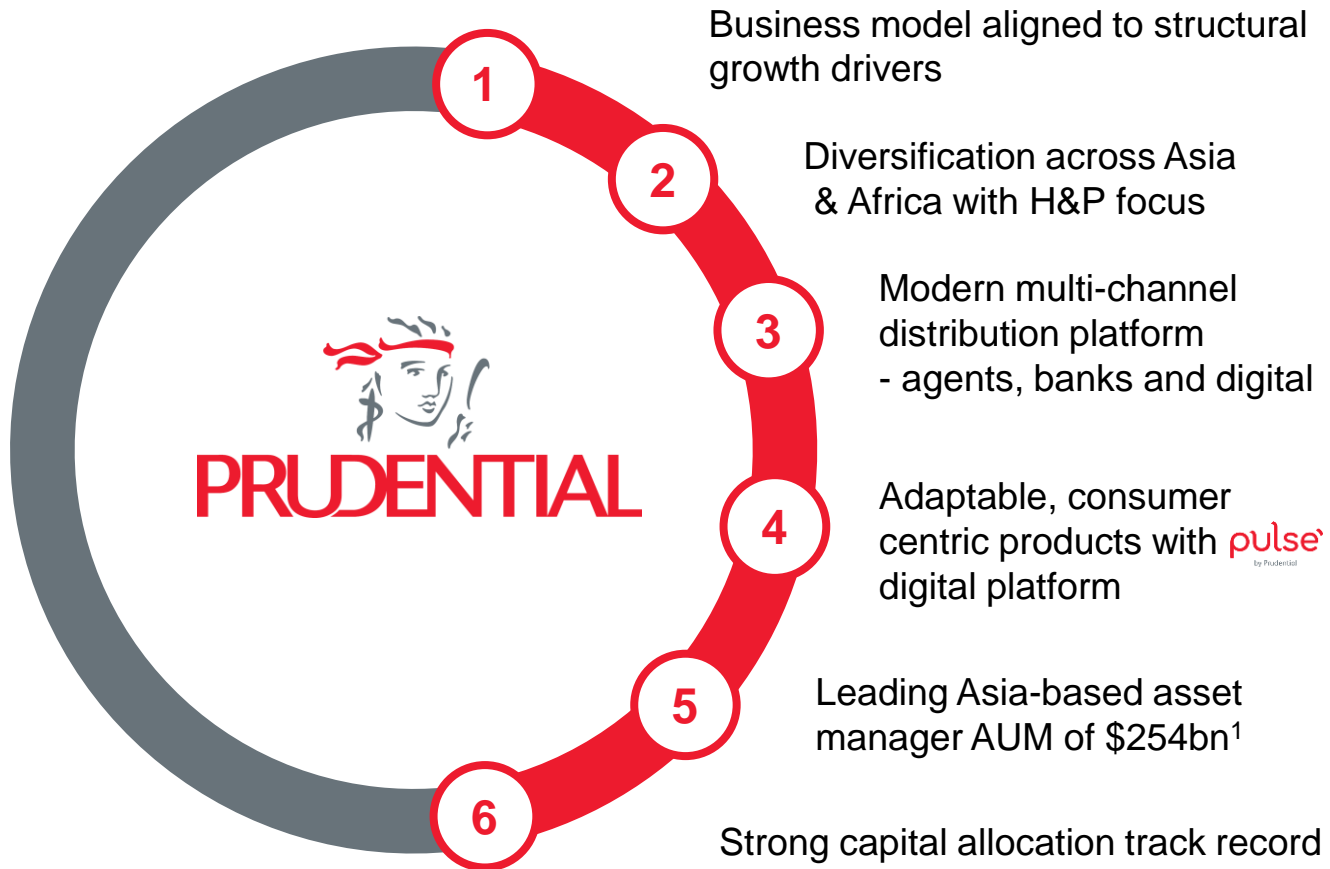 1
Business model aligned to structural
growth drivers
2
Diversification across Asia
& Africa with H&P focus
3
Modern multi-channel
distribution platform
- agents, banks and digital
PRUDENTIAL
4
Adaptable, consumer
centric products with pulse
by Prudential
digital platform
5
Leading Asia-based asset
manager AUM of $254bn¹
6
Strong capital allocation track record